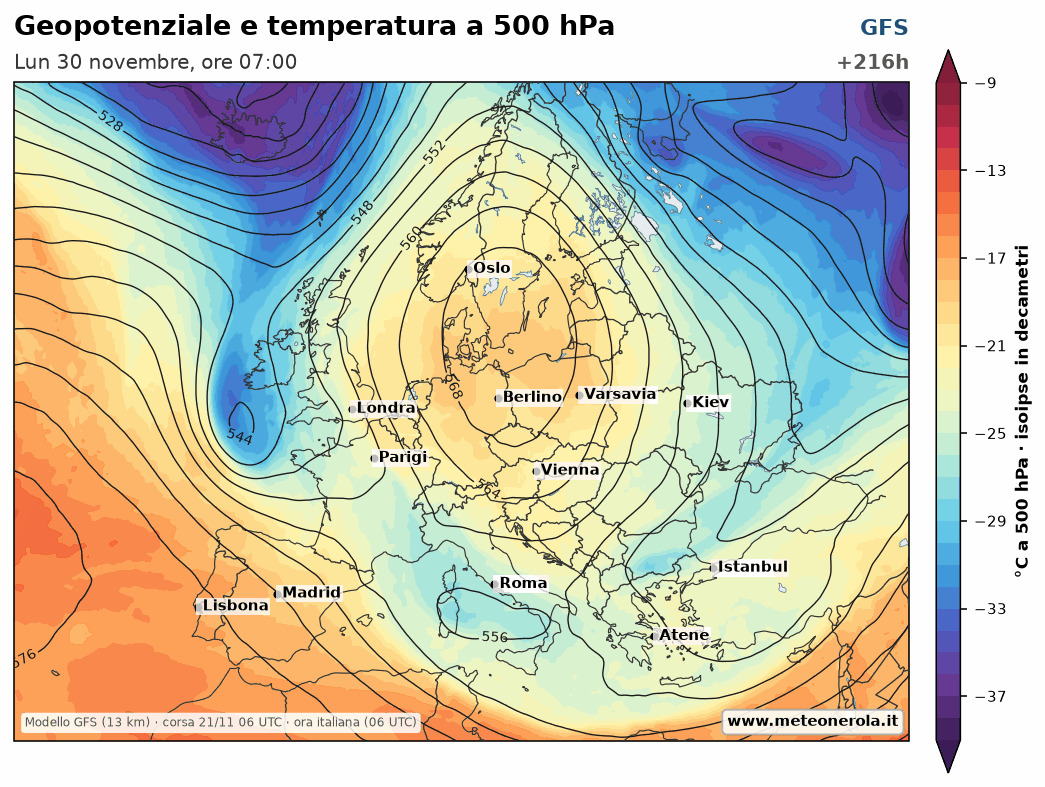 Geopotenziale e temperatura a 500 hPa
GFS
Lun 30 novembre, ore 07:00
+216h
528
552
548
560
Oslo
568
544
Londra
Berlino
Varsavia
Kiev
Parigi
Vienna
564
Istanbul
Roma
Madrid
Lisbona
556
Atene
576
Modello GFS (13 km) · corsa 21/11 06 UTC · ora italiana (06 UTC)
www.meteonerola.it
−9
−13
−17
−21
−25
−29
−33
−37
°C a 500 hPa · isoipse in decametri